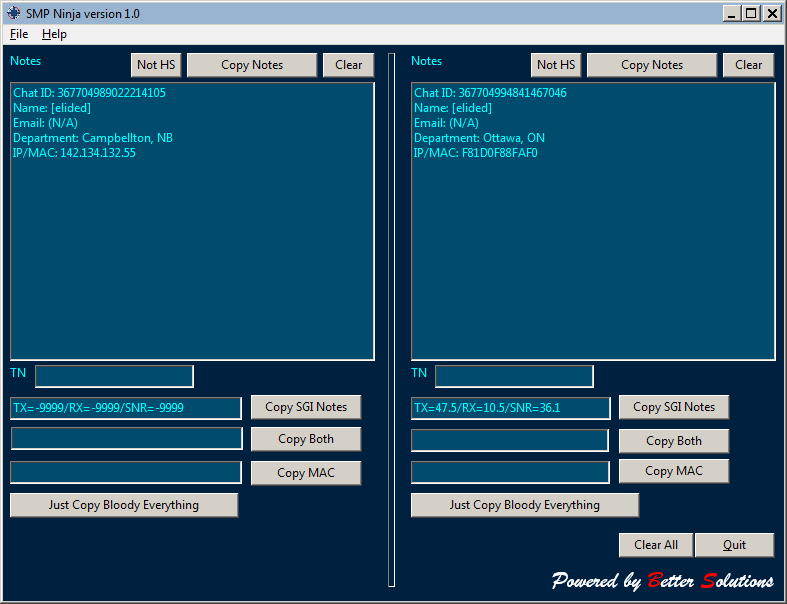 SMP Ninja version 1.0
File Help
Notes
Not HS
Copy Notes
Clear
Chat ID: 367704989022214105
Name: [elided]
Email: (N/A)
Department: Campbellton, NB
IP/MAC: 142.134.132.55
TN
TX=-9999/RX=-9999/SNR=-9999
Copy SGI Notes
Copy Both
Copy MAC
Just Copy Bloody Everything
Notes
Not HS
Copy Notes
Clear
Chat ID: 367704994841467046
Name: [elided]
Email: (N/A)
Department: Ottawa, ON
IP/MAC: F81D0F88FAF0
TN
TX=47.5/RX=10.5/SNR=36.1
Copy SGI Notes
Copy Both
Copy MAC
Just Copy Bloody Everything
Clear All
Quit
Powered by Better Solutions